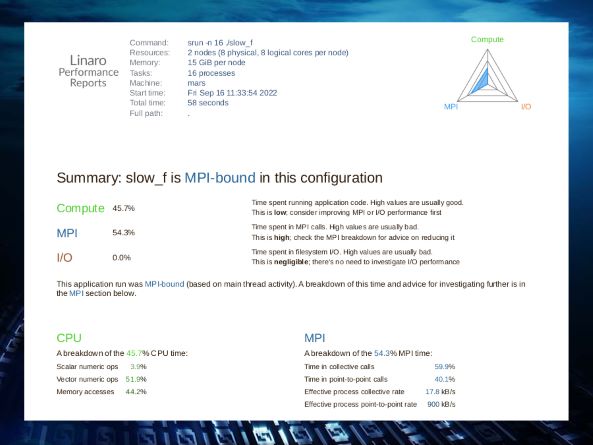 Linaro
Performance
Reports
Command: srun -n 16 ./slow_f
Resources: 2 nodes (8 physical, 8 logical cores per node)
Memory: 15 GiB per node
Tasks: 16 processes
Machine: mars
Start time: Fri Sep 16 11:33:54 2022
Total time: 58 seconds
Full path: .
Compute
MPI I/O
Summary: slow_f is MPI-bound in this configuration
Compute 45.7% Time spent running application code. High values are usually good.
This is low; consider improving MPI or I/O performance first
MPI 54.3% Time spent in MPI calls. High values are usually bad.
This is high; check the MPI breakdown for advice on reducing it
I/O 0.0% Time spent in filesystem I/O. High values are usually bad.
This is negligible; there's no need to investigate I/O performance
This application run was MPI-bound (based on main thread activity). A breakdown of this time and advice for investigating further is in
the MPI section below.
CPU
A breakdown of the 45.7% CPU time:
Scalar numeric ops 3.9%
Vector numeric ops 51.9%
Memory accesses 44.2%
MPI
A breakdown of the 54.3% MPI time:
Time in collective calls 59.9%
Time in point-to-point calls 40.1%
Effective process collective rate 17.8 kB/s
Effective process point-to-point rate 900 kB/s